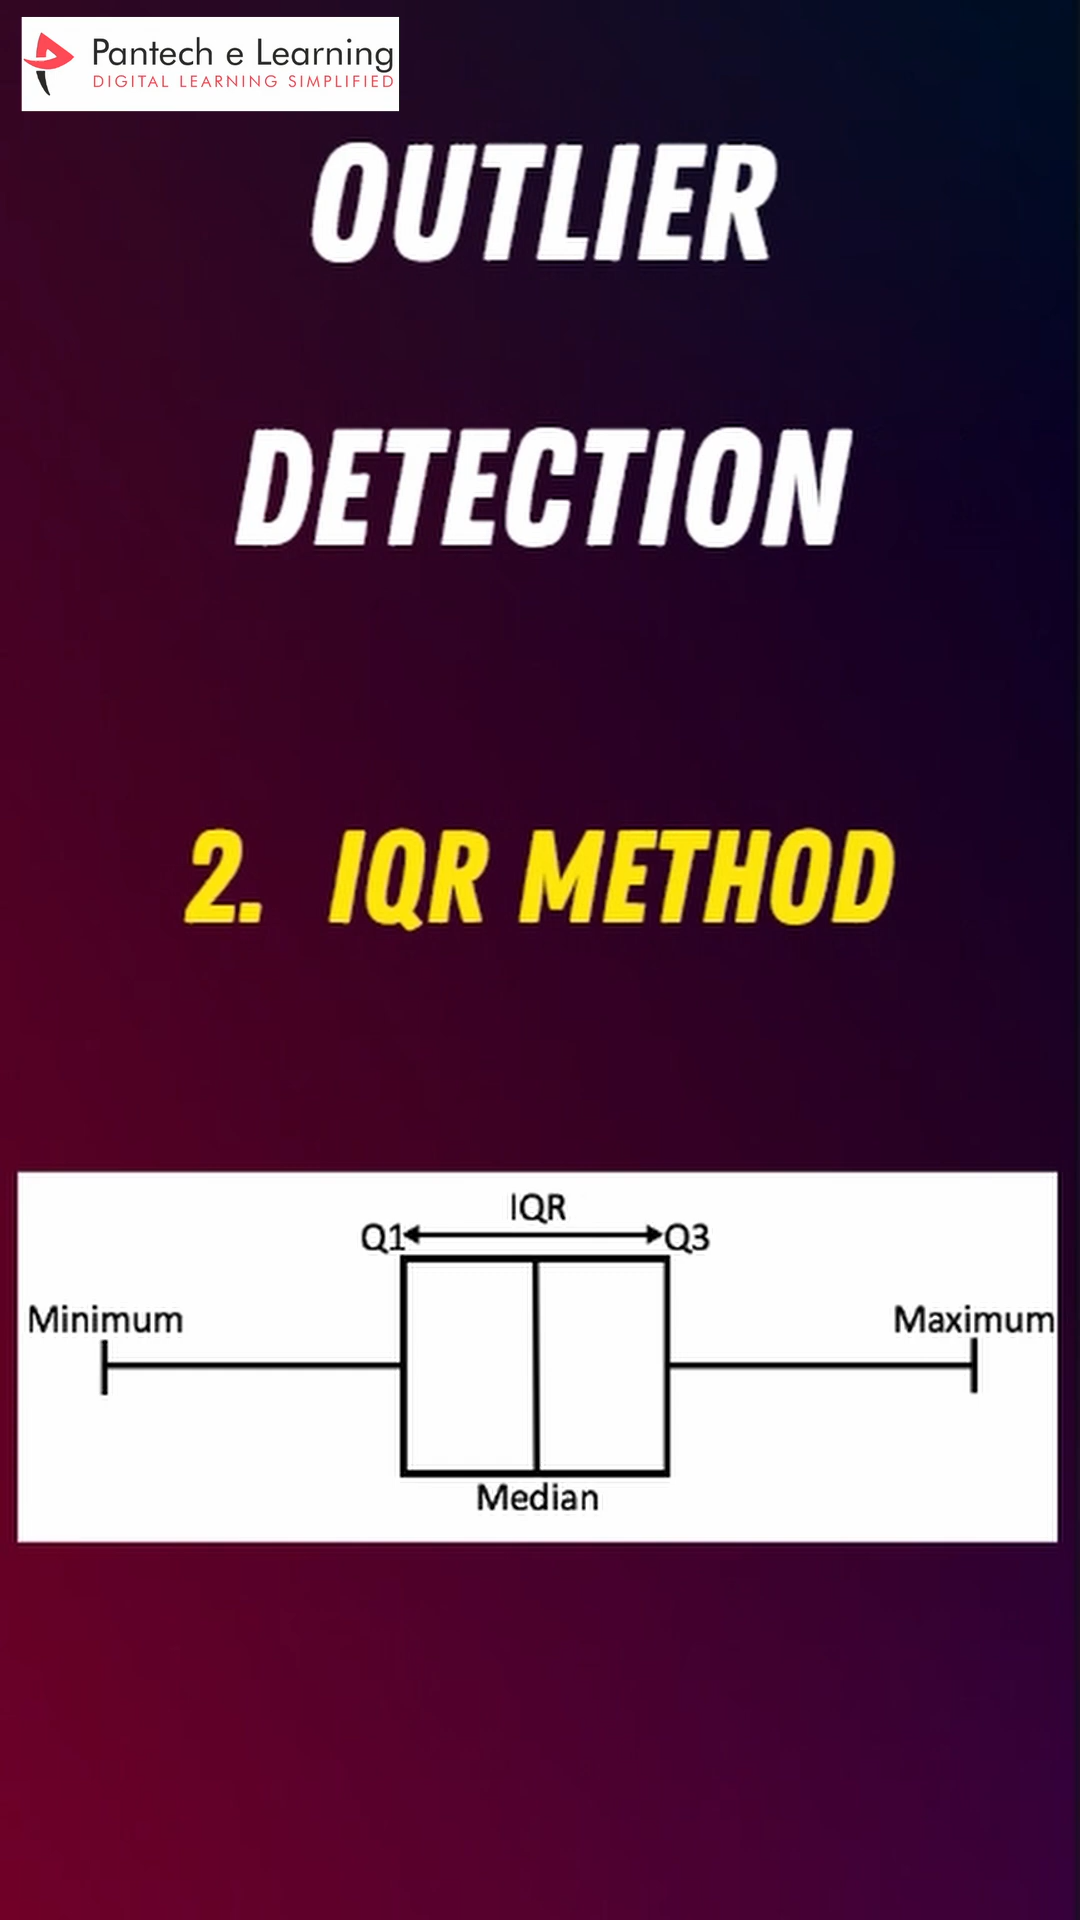 Pantech e Learning
DIGITAL LEARNING SIMPLIFIED
OUTLIER
DETECTION
2. IQR METHOD
IQR
Q1 Q3
Minimum Maximum
Median